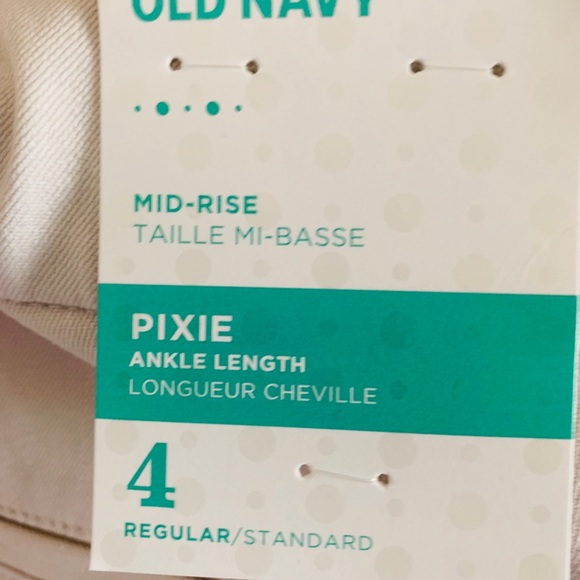 OLD NAVY
MID-RISE
TAILLE MI-BASSE
PIXIE
ANKLE LENGTH
LONGUEUR CHEVILLE
4
REGULAR/STANDARD